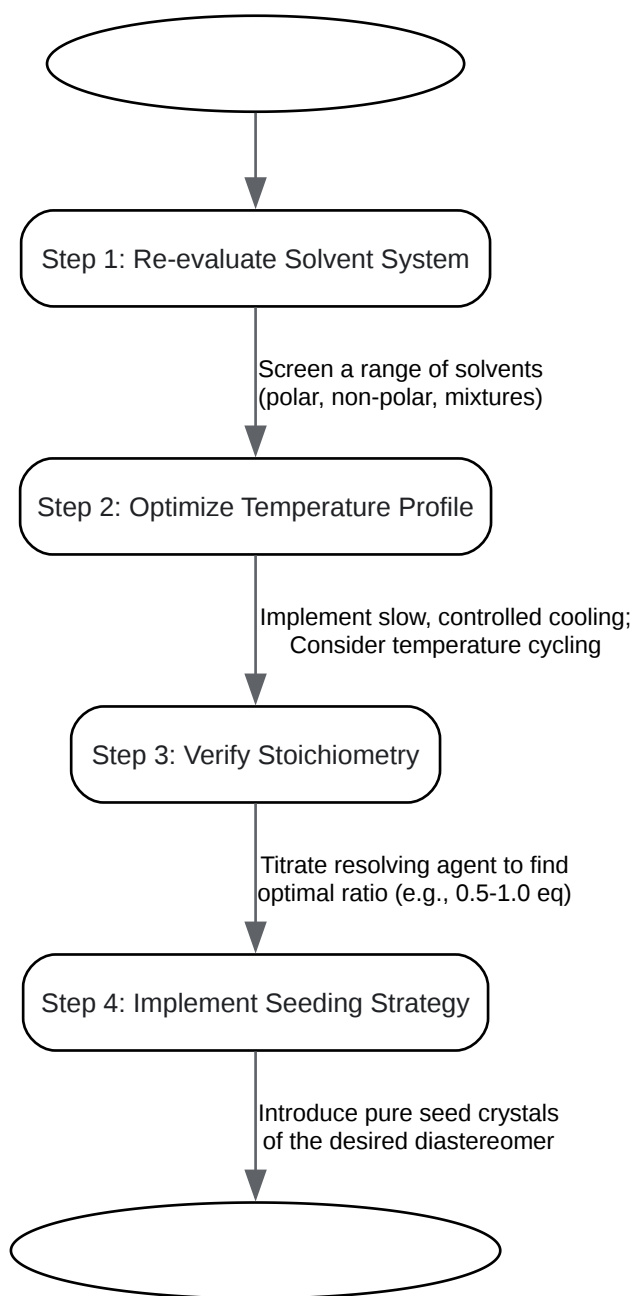 Step 1: Re-evaluate Solvent System
Screen a range of solvents
(polar, non-polar, mixtures)
Step 2: Optimize Temperature Profile
Implement slow, controlled cooling;
Consider temperature cycling
Step 3: Verify Stoichiometry
Titrate resolving agent to find
optimal ratio (e.g., 0.5-1.0 eq)
Step 4: Implement Seeding Strategy
Introduce pure seed crystals
of the desired diastereomer